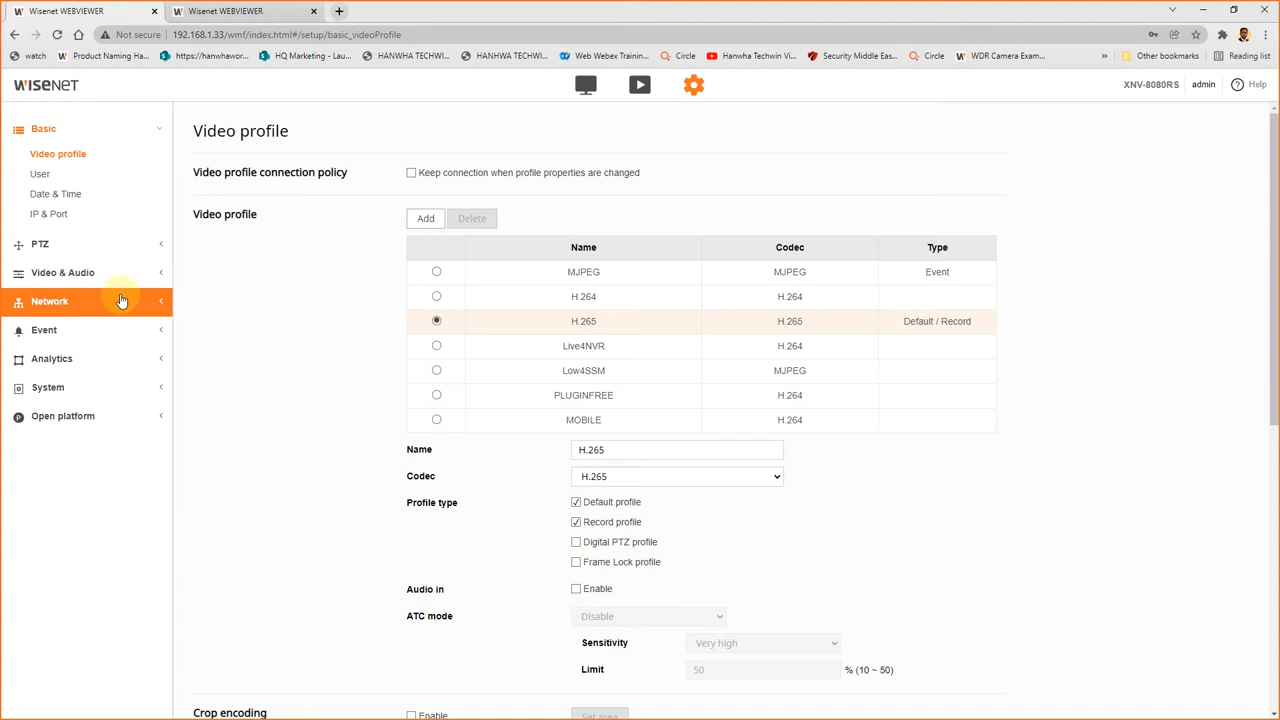 Wisenet WEBVIEWER
Wisenet WEBVIEWER
Not secure 192.168.1.33/wmf/index.html#/setup/basic_videoProfile
watch Product Naming Ha... https://hanwhawor... HQ Marketing - Lau... HANWHA TECHWI... HANHWA TECHWI... Web Webex Training... Circle Hanwha Techwin Vi... Security Middle Eas... Circle WDR Camera Exam... » Other bookmarks Reading list
WISENET XNV-8080RS admin Help
Basic
Video profile
User
Date & Time
IP & Port
PTZ
Video & Audio
Network
Event
Analytics
System
Open platform
Video profile
Video profile connection policy Keep connection when profile properties are changed
Video profile Add Delete
Name Codec Type
MJPEG MJPEG Event
H.264 H.264
H.265 H.265 Default / Record
Live4NVR H.264
Low4SSM MJPEG
PLUGINFREE H.264
MOBILE H.264
Name H.265
Codec H.265
Profile type Default profile
Record profile
Digital PTZ profile
Frame Lock profile
Audio in Enable
ATC mode Disable
Sensitivity Very high
Limit 50 % (10 ~ 50)
Crop encoding Enable Set area